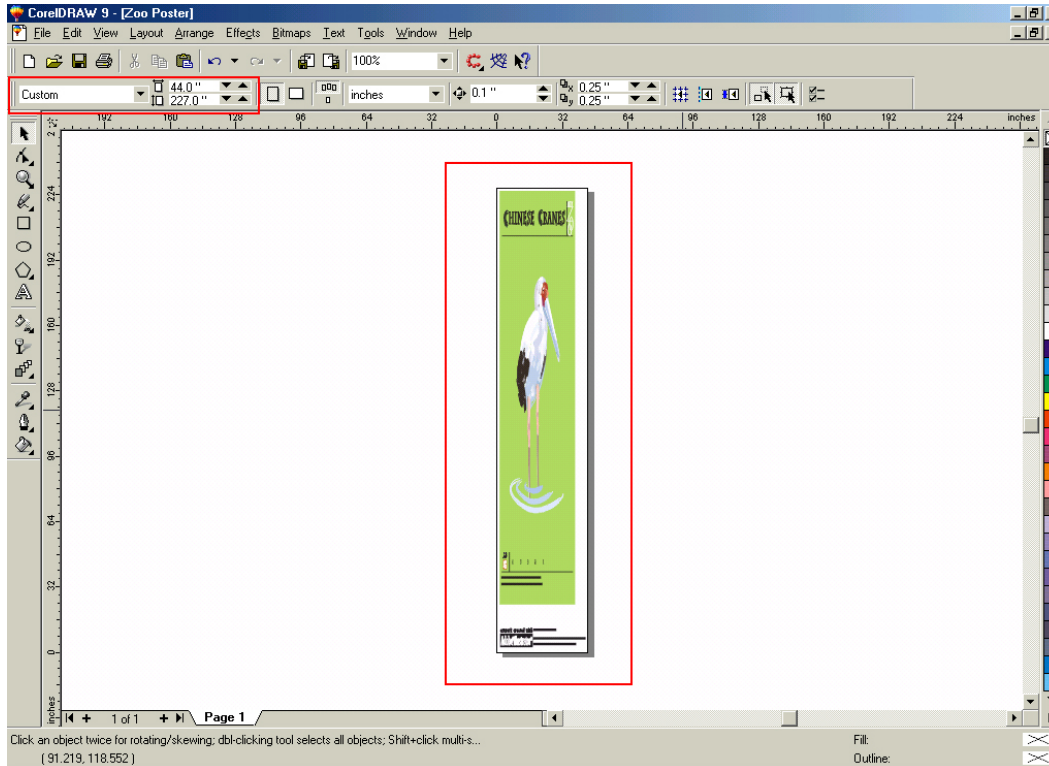 CorelDRAW 9 - [Zoo Poster]
File Edit View Layout Arrange Effects Bitmaps Text Tools Window Help
100%
Custom 44.0 " 227.0 " inches 0.1 " x 0.25 " y 0.25 "
192 160 128 96 64 32 0 32 64 96 128 160 192 224 inches
224
192
160
128
96
64
32
0
inches
CHINESE CRANES
1 of 1 Page 1
Click an object twice for rotating/skewing; dbl-clicking tool selects all objects; Shift+click multi-s... Fill:
( 91.219, 118.552 ) Outline: